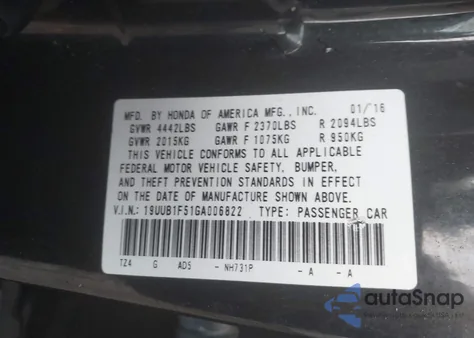 MFD. BY HONDA OF AMERICA MFG., INC. 01/16
GVWR 4442LBS GAWR F 2370LBS R 2094LBS
GVWR 2015KG GAWR F 1075KG R 950KG
THIS VEHICLE CONFORMS TO ALL APPLICABLE
FEDERAL MOTOR VEHICLE SAFETY, BUMPER,
AND THEFT PREVENTION STANDARDS IN EFFECT
ON THE DATE OF MANUFACTURE SHOWN ABOVE.
V.I.N.: 19UUB1F51GA006822 TYPE: PASSENGER CAR
TZ4 G AD5 - NH731P - A - A
autaSnap